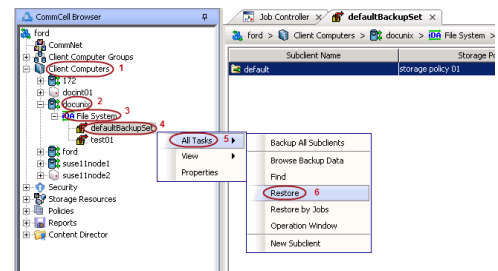 CommCell Browser
ford
CommNet
Client Computer Groups
Client Computers 1
172
docint01
docunix 2
File System 3
defaultBackupSet 4
test01
ford
suse11node1
suse11node2
Security
Storage Resources
Policies
Reports
Content Director
Job Controller × defaultBackupSet ×
ford > Client Computers > docunix > iDA File System >
Subclient Name Storage Po
default storage policy 01
All Tasks 5
View
Properties
Backup All Subclients
Browse Backup Data
Find
Restore 6
Restore by Jobs
Operation Window
New Subclient